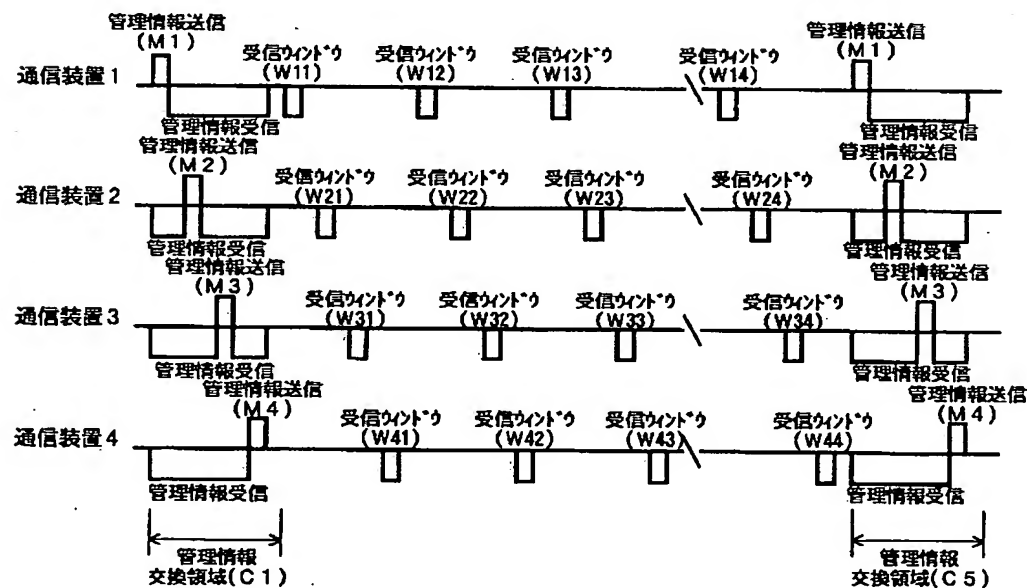 管理情報送信
(M1)
受信ウィンドウ
(W11)
受信ウィンドウ
(W12)
受信ウィンドウ
(W13)
受信ウィンドウ
(W14)
管理情報送信
(M1)
通信装置1
管理情報受信
管理情報受信
管理情報送信
(M2)
受信ウィンドウ
(W21)
受信ウィンドウ
(W22)
受信ウィンドウ
(W23)
受信ウィンドウ
(W24)
管理情報送信
(M2)
通信装置2
管理情報受信
管理情報受信
管理情報送信
(M3)
受信ウィンドウ
(W31)
受信ウィンドウ
(W32)
受信ウィンドウ
(W33)
受信ウィンドウ
(W34)
管理情報送信
(M3)
通信装置3
管理情報受信
管理情報受信
管理情報送信
(M4)
受信ウィンドウ
(W41)
受信ウィンドウ
(W42)
受信ウィンドウ
(W43)
受信ウィンドウ
(W44)
管理情報送信
(M4)
通信装置4
管理情報受信
管理情報受信
管理情報
交換領域(C1)
管理情報
交換領域(C5)